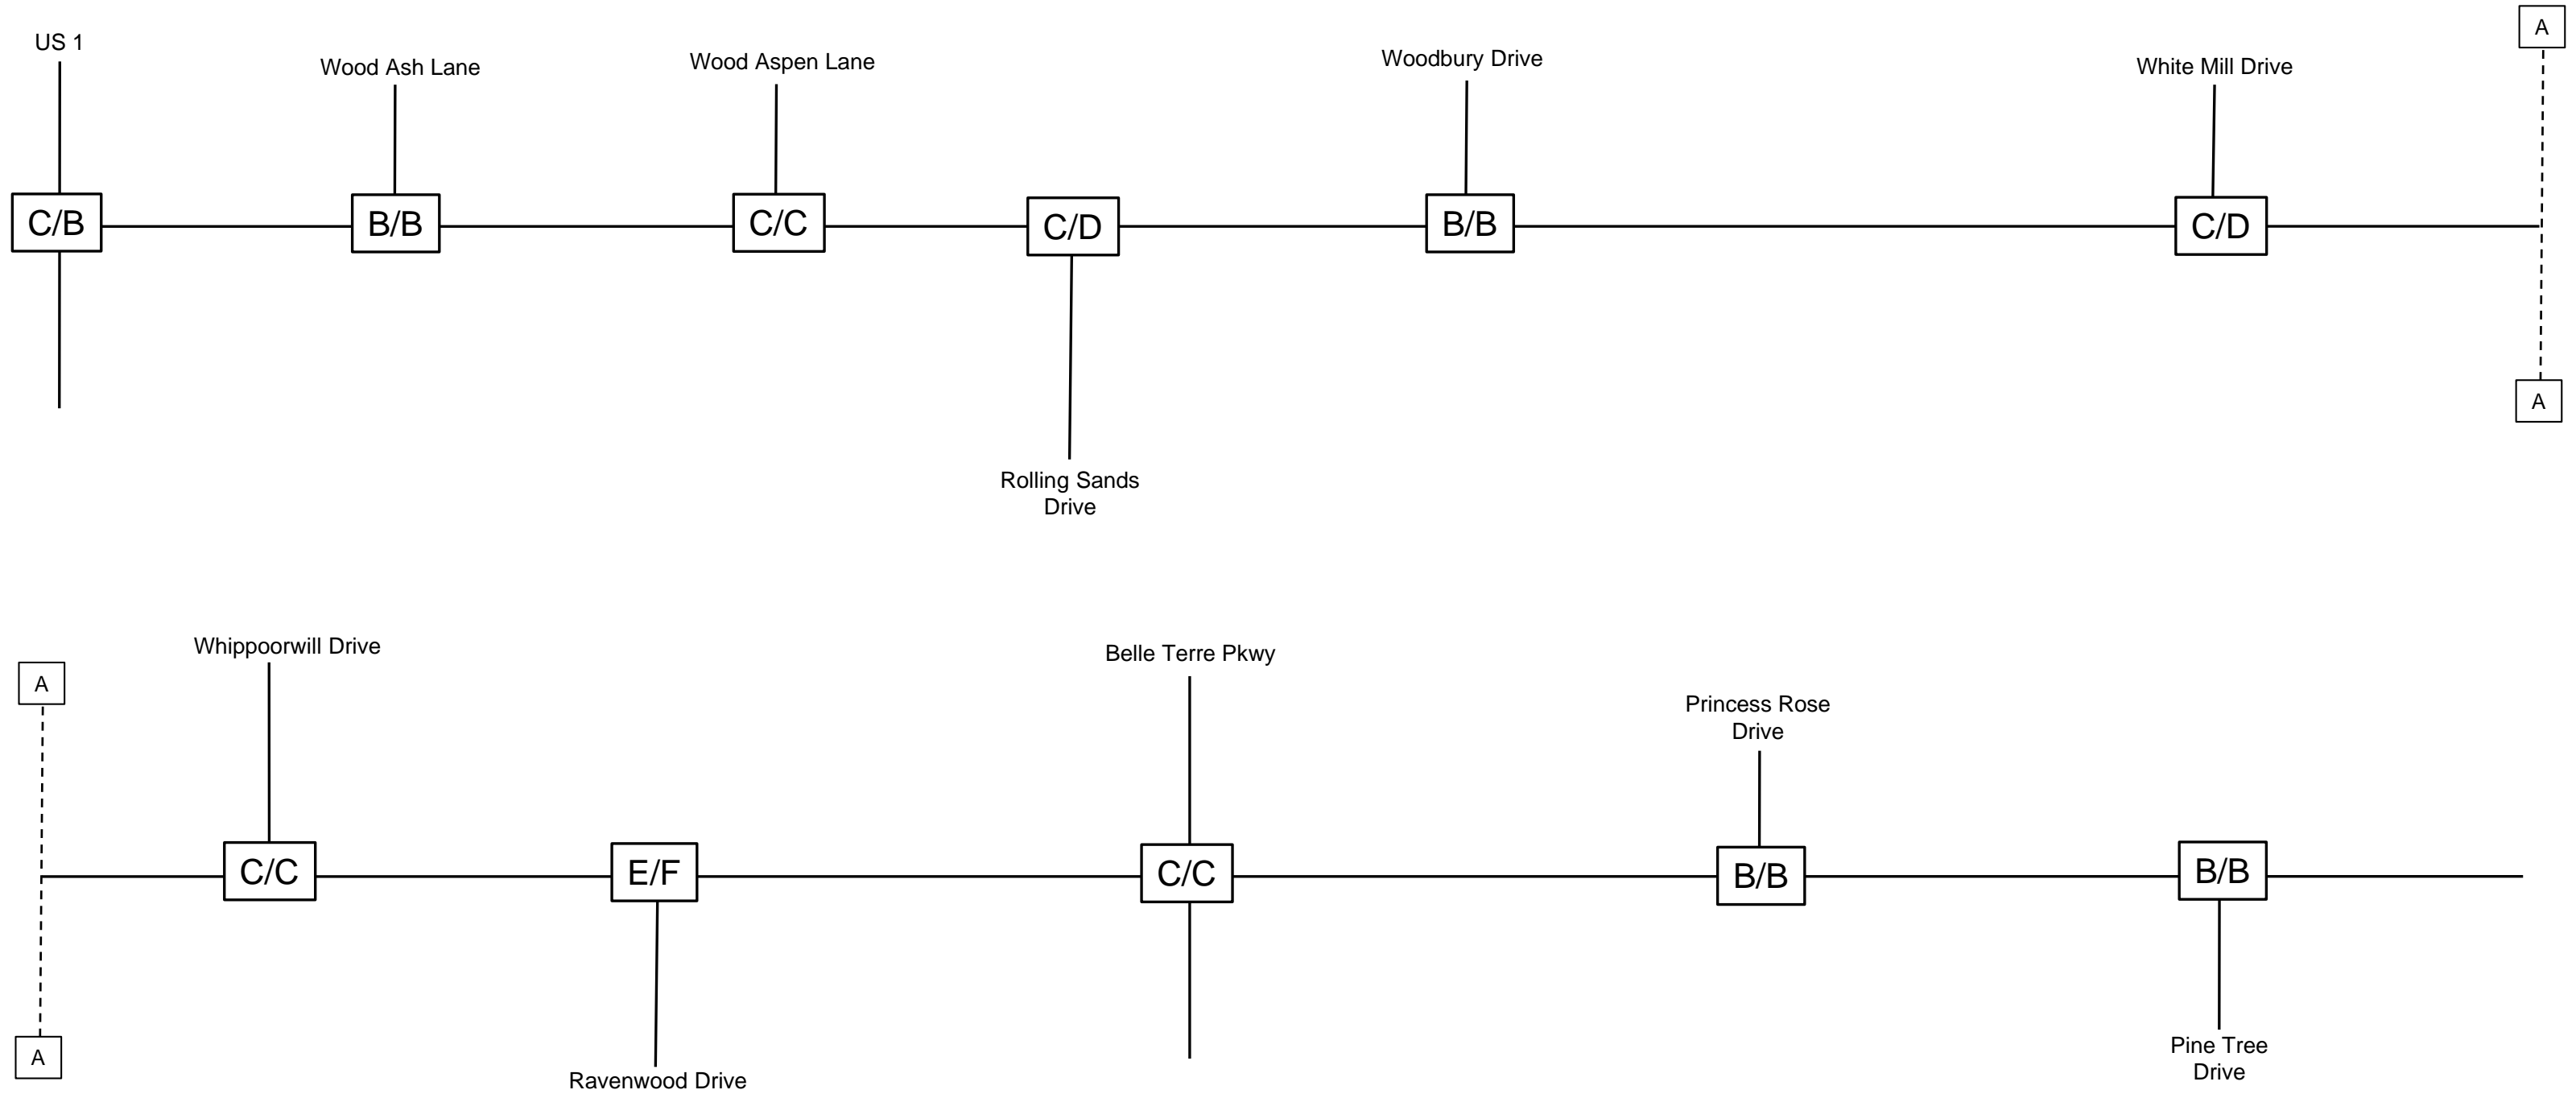 US 1
Wood Ash Lane
Wood Aspen Lane
Woodbury Drive
White Mill Drive
A
C/B
B/B
C/C
C/D
B/B
C/D
A
Rolling Sands
Drive
A
Whippoorwill Drive
Belle Terre Pkwy
Princess Rose
Drive
C/C
E/F
C/C
B/B
B/B
A
Ravenwood Drive
Pine Tree
Drive